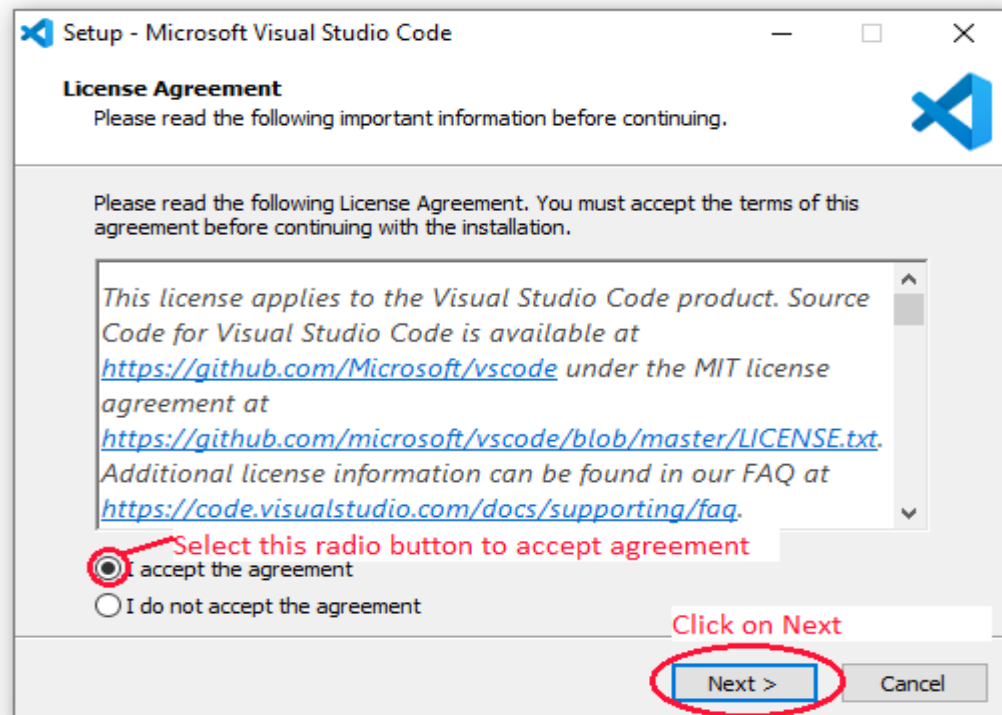 Setup - Microsoft Visual Studio Code
License Agreement
Please read the following important information before continuing.
Please read the following License Agreement. You must accept the terms of this
agreement before continuing with the installation.
This license applies to the Visual Studio Code product. Source
Code for Visual Studio Code is available at
https://github.com/Microsoft/vscode under the MIT license
agreement at
https://github.com/microsoft/vscode/blob/master/LICENSE.txt.
Additional license information can be found in our FAQ at
https://code.visualstudio.com/docs/supporting/faq.
Select this radio button to accept agreement
I accept the agreement
I do not accept the agreement
Click on Next
Next >
Cancel